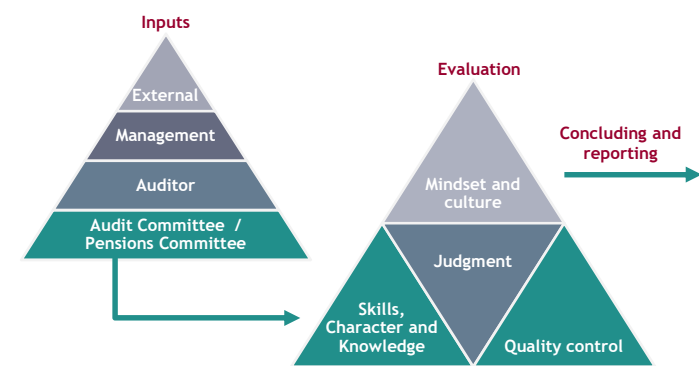 Inputs
External
Management
Auditor
Audit Committee /
Pensions Committee
Evaluation
Mindset and
culture
Judgment
Skills,
Character and
Knowledge
Quality control
Concluding and
reporting